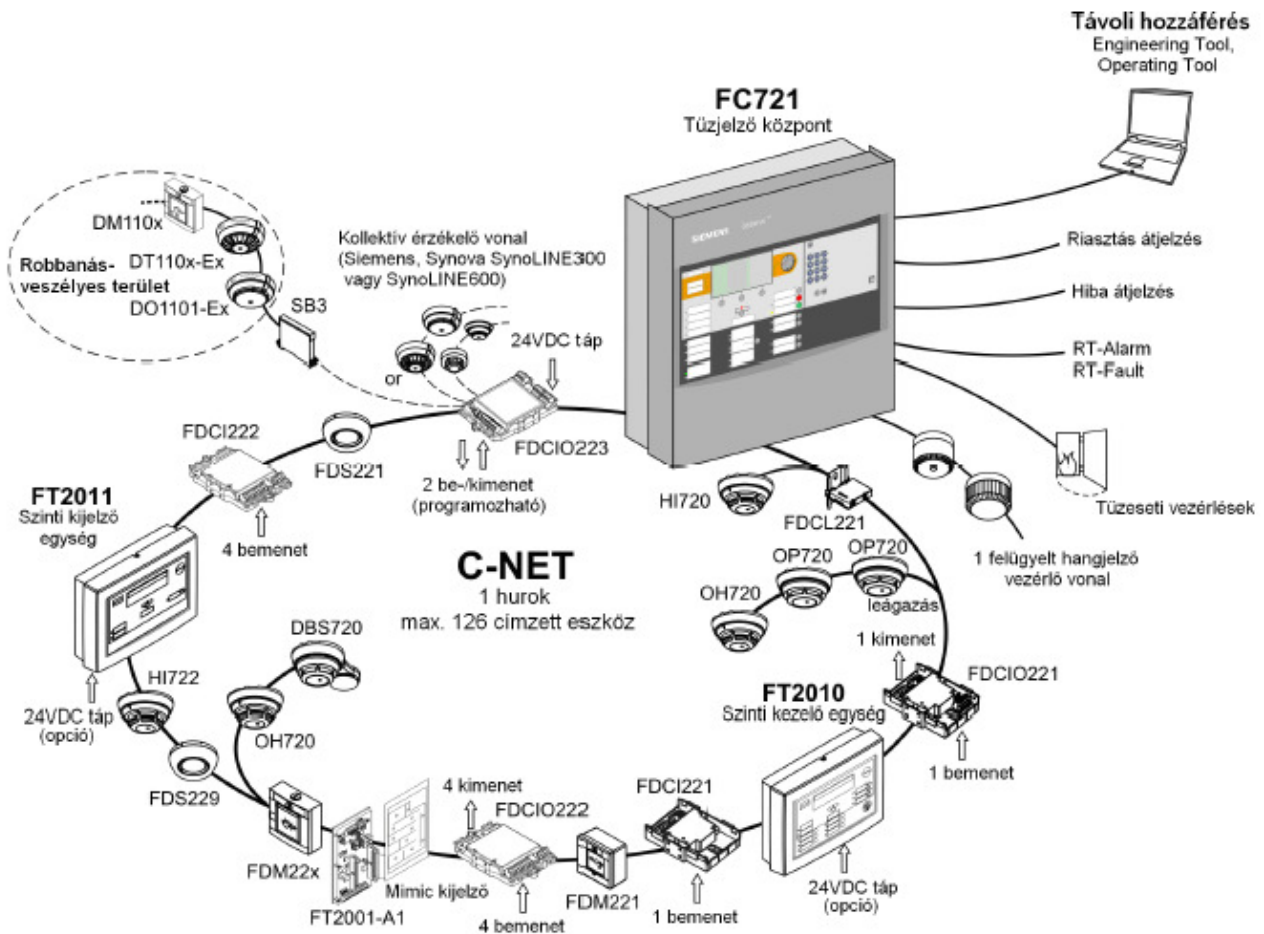 Távoli hozzáférés
Engineering Tool,
Operating Tool
FC721
Tüzjelző központ
SIEMENS
Riasztás átjelzés
Hiba átjelzés
RT-Alarm
RT-Fault
Tüzeseti vezérlések
1 felügyelt hangjelző
vezérlő vonal
DM110x
Robbanás-
veszélyes terület
DT110x-Ex
DO1101-Ex
SB3
Kollektív érzékelő vonal
(Siemens, Synova SynoLINE300
vagy SynoLINE600)
or
24VDC táp
FDCIO223
2 be-/kimenet
(programozható)
FDS221
FDCI222
4 bemenet
FT2011
Szinti kijelző
egység
24VDC táp
(opció)
HI722
FDS229
DBS720
OH720
FDM22x
FT2001-A1
Mimic kijelző
4 kimenet
FDCIO222
4 bemenet
FDM221
FDCI221
1 bemenet
FT2010
Szinti kezelő egység
24VDC táp
(opció)
FDCIO221
1 kimenet
1 bemenet
HI720
FDCL221
OP720
OP720
OH720
leágazás
C-NET
1 hurok
max. 126 címzett eszköz